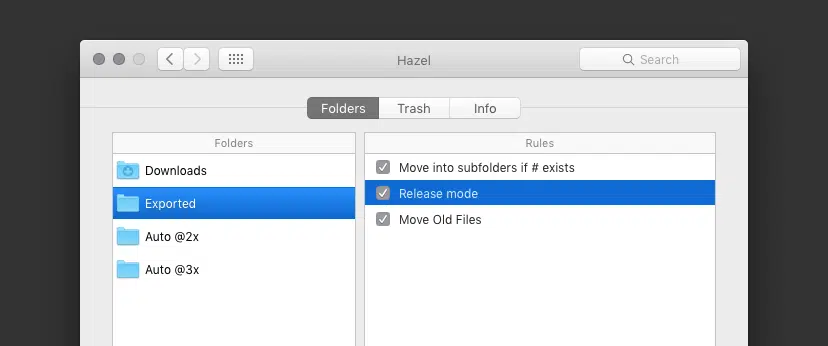 Hazel
Search
Folders Trash Info
Folders
Downloads
Exported
Auto @2x
Auto @3x
Rules
Move into subfolders if # exists
Release mode
Move Old Files